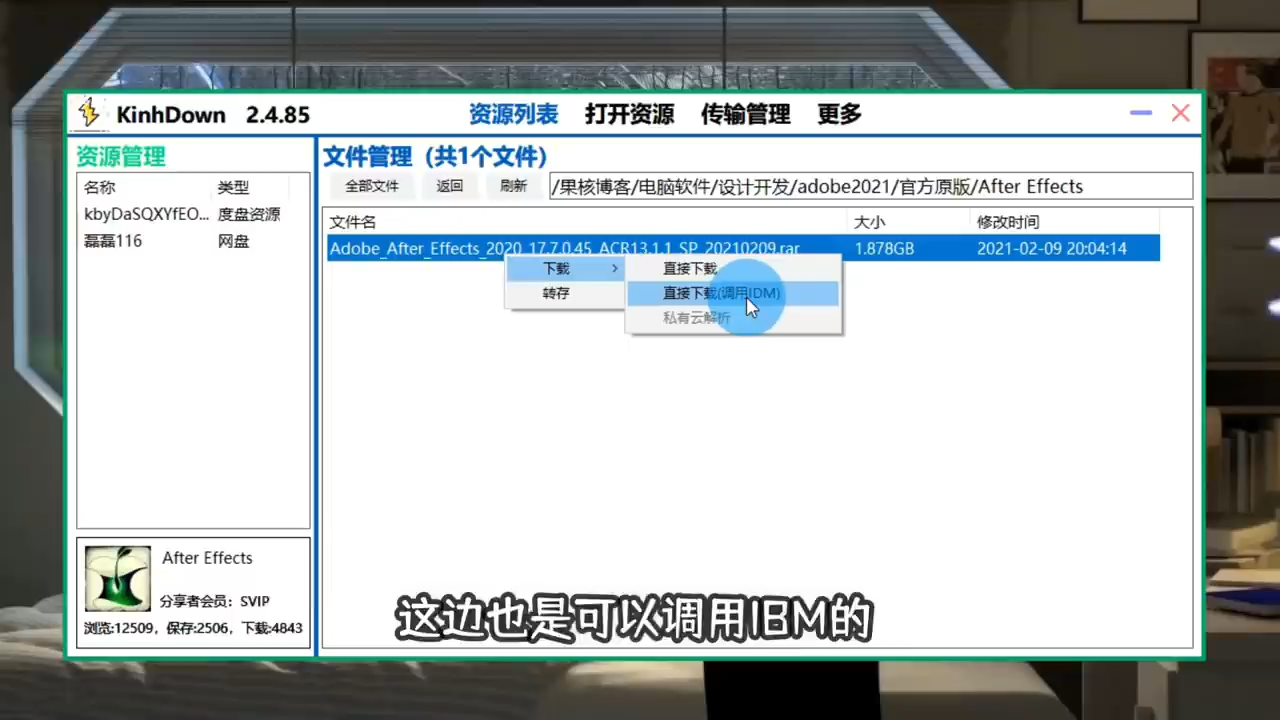 KinhDown 2.4.85 资源列表 打开资源 传输管理 更多
资源管理
名称 类型
kbyDaSQXYfEO... 度盘资源
磊磊116 网盘
文件管理（共1个文件）
全部文件 返回 刷新 /果核博客/电脑软件/设计开发/adobe2021/官方原版/After Effects
文件名 大小 修改时间
Adobe_After_Effects_2020_17.7.0.45_ACR13.1.1_SP_20210209.rar 1.878GB 2021-02-09 20:04:14
下载 > 直接下载
转存 直接下载(调用IDM)
私有云解析
After Effects
分享者会员：SVIP
浏览:12509，保存:2506，下载:4843
这边也是可以调用IBM的